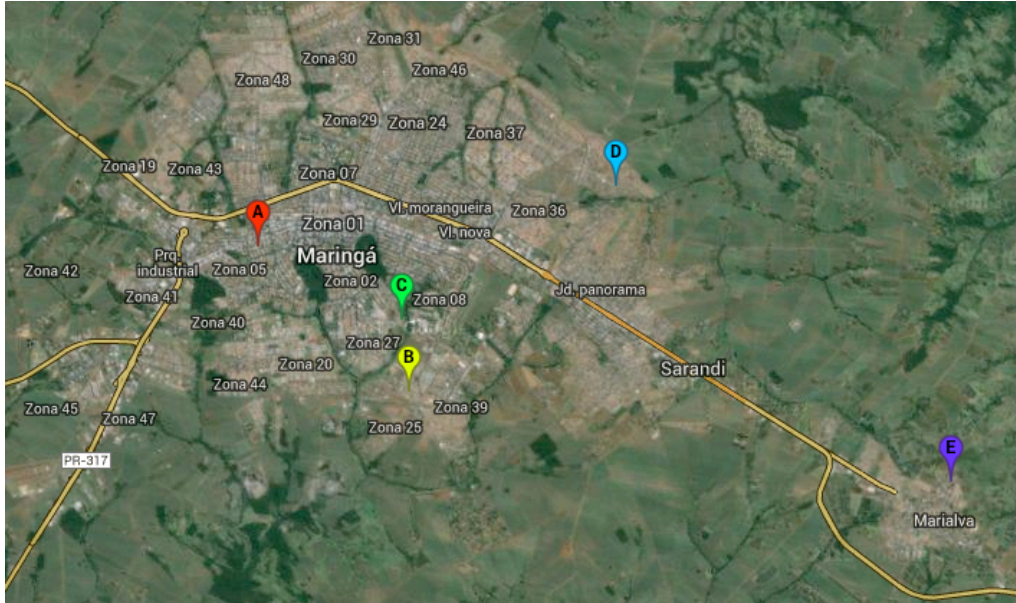 Zona 31
Zona 30
Zona 46
Zona 48
Zona 29
Zona 24
Zona 37
D
Zona 19
Zona 43
Zona 07
A
Vl. morangueira
Zona 36
Zona 01
Vl. nova
Maringá
Prq.
industrial
Zona 05
Zona 42
Zona 02
C
Zona 08
Jd. panorama
Zona 41
Zona 40
Zona 27
B
Zona 20
Sarandi
Zona 44
Zona 45
Zona 47
Zona 39
Zona 25
PR-317
E
Marialva